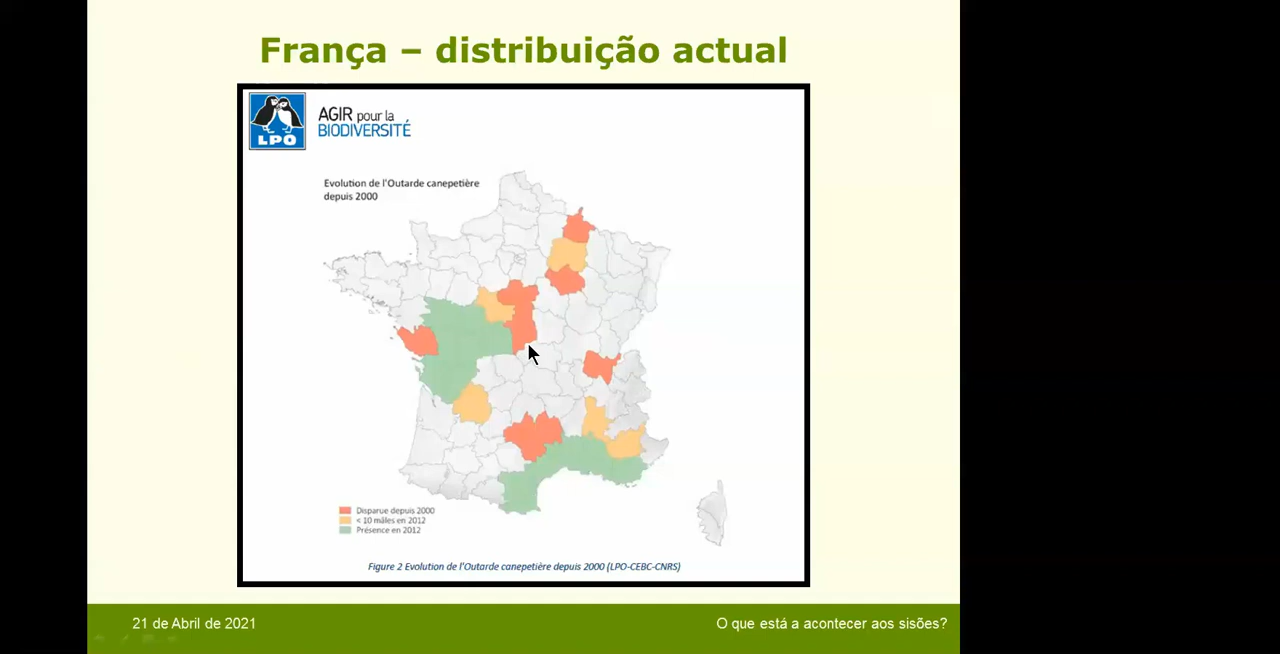 França – distribuição actual
LPO
AGIR pour la
BIODIVERSITÉ
Evolution de l'Outarde canepetière
depuis 2000
Disparue depuis 2000
< 10 mâles en 2012
Présence en 2012
Figure 2 Evolution de l'Outarde canepetière depuis 2000 (LPO-CEBC-CNRS)
21 de Abril de 2021
O que está a acontecer aos sisões?